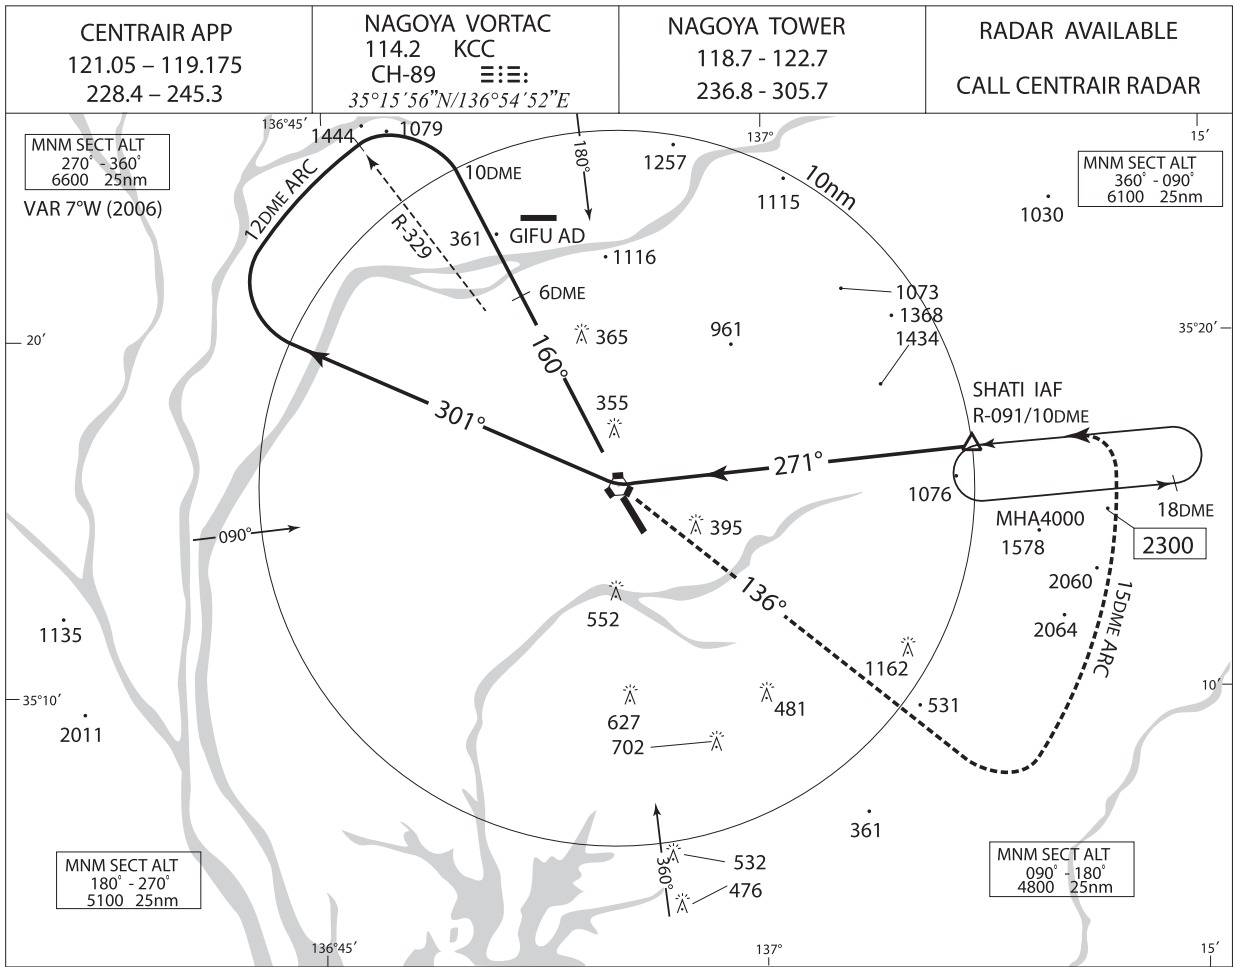 CENTRAIR APP
121.05 – 119.175
228.4 – 245.3
NAGOYA VORTAC
114.2 KCC
CH-89
35°15´56”N/136°54´52”E
NAGOYA TOWER
118.7 - 122.7
236.8 - 305.7
RADAR AVAILABLE
CALL CENTRAIR RADAR
136°45′
137°
15′
MNM SECT ALT
270° - 360°
6600 25nm
VAR 7°W (2006)
MNM SECT ALT
360° - 090°
6100 25nm
1444
1079
10DME
180°
1257
10nm
1115
1030
12DME ARC
R-329
361
GIFU AD
1116
6DME
1073
1368
1434
20′
35°20′
365
961
160°
355
301°
SHATI IAF
R-091/10DME
271°
1076
18DME
MHA4000
1578
2300
090°
395
2060
136°
552
2064
15DME ARC
1135
1162
35°10′
10′
531
627
481
702
2011
361
532
360°
476
MNM SECT ALT
180° - 270°
5100 25nm
MNM SECT ALT
090° - 180°
4800 25nm
136°45′
137°
15′